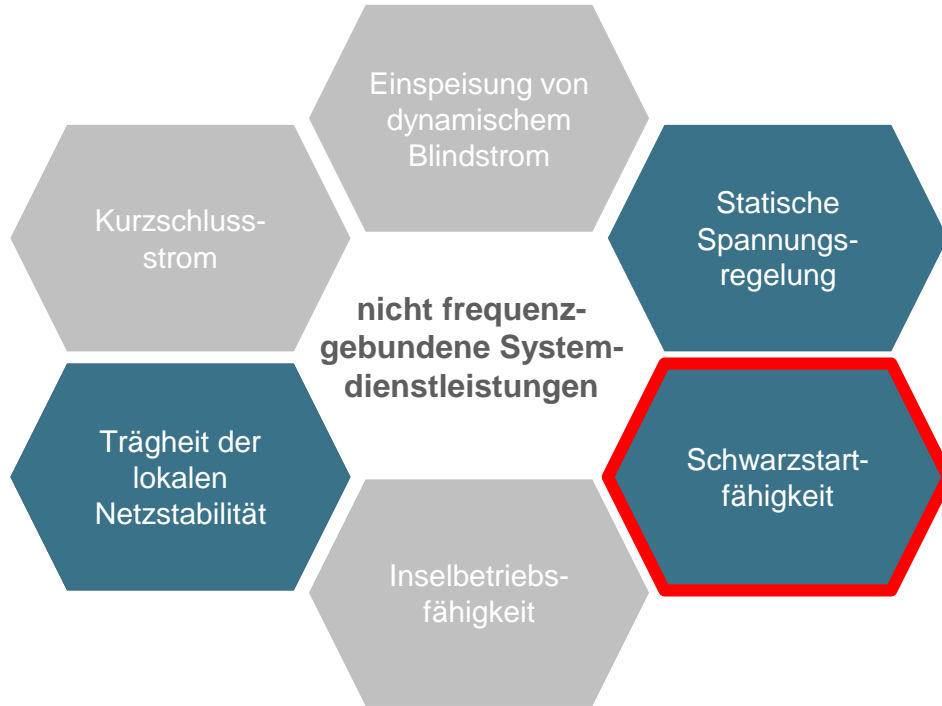 Einspeisung von
dynamischem
Blindstrom
Kurzschluss-
strom
Statische
Spannungs-
regelung
nicht frequenz-
gebundene System-
dienstleistungen
Trägheit der
lokalen
Netzstabilität
Schwarzstart-
fähigkeit
Inselbetriebs-
fähigkeit